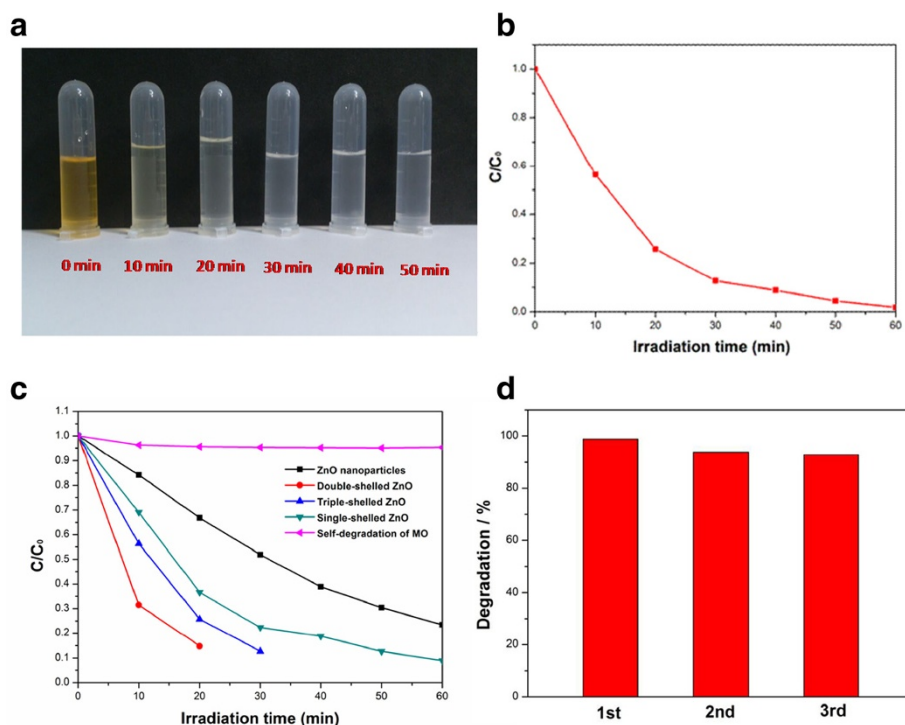 a
0 min 10 min 20 min 30 min 40 min 50 min
b
1.0
0.8
0.6
0.4
0.2
0.0
C/C₀
0 10 20 30 40 50 60
Irradiation time (min)
c
1.1
1.0
0.9
0.8
0.7
0.6
0.5
0.4
0.3
0.2
0.1
0.0
C/C₀
ZnO nanoparticles
Double-shelled ZnO
Triple-shelled ZnO
Single-shelled ZnO
Self-degradation of MO
0 10 20 30 40 50 60
Irradiation time (min)
d
100
80
60
40
20
0
Degradation / %
1st 2nd 3rd